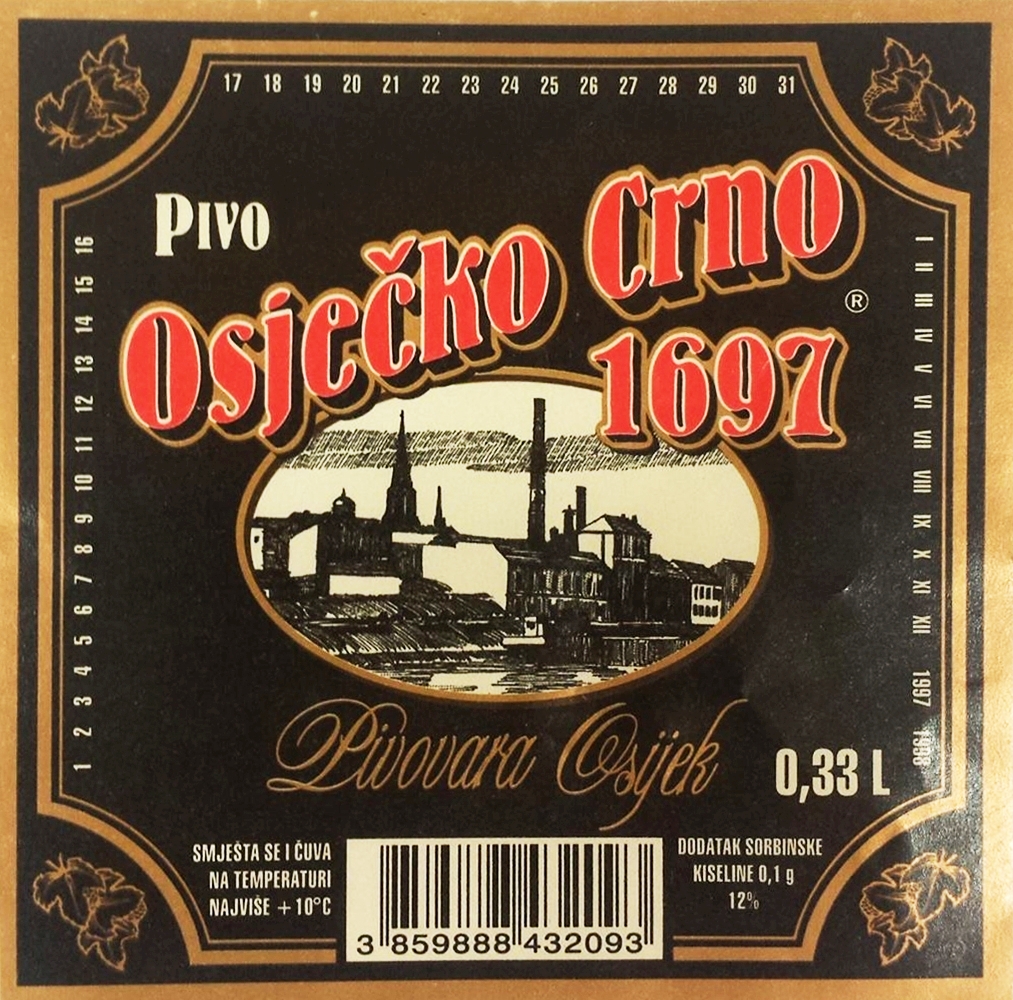 17 18 19 20 21 22 23 24 25 26 27 28 29 30 31
Pivo
Osječko Crno
1697
®
1 2 3 4 5 6 7 8 9 10 11 12 13 14 15 16
I II III IV V VI VII VIII IX X XI XII 1997 1998
Pivovara Osijek
0,33 L
SMJEŠTA SE I ČUVA
NA TEMPERATURI
NAJVIŠE +10°C
3 859888 432093
DODATAK SORBINSKE
KISELINE 0,1 g
12%